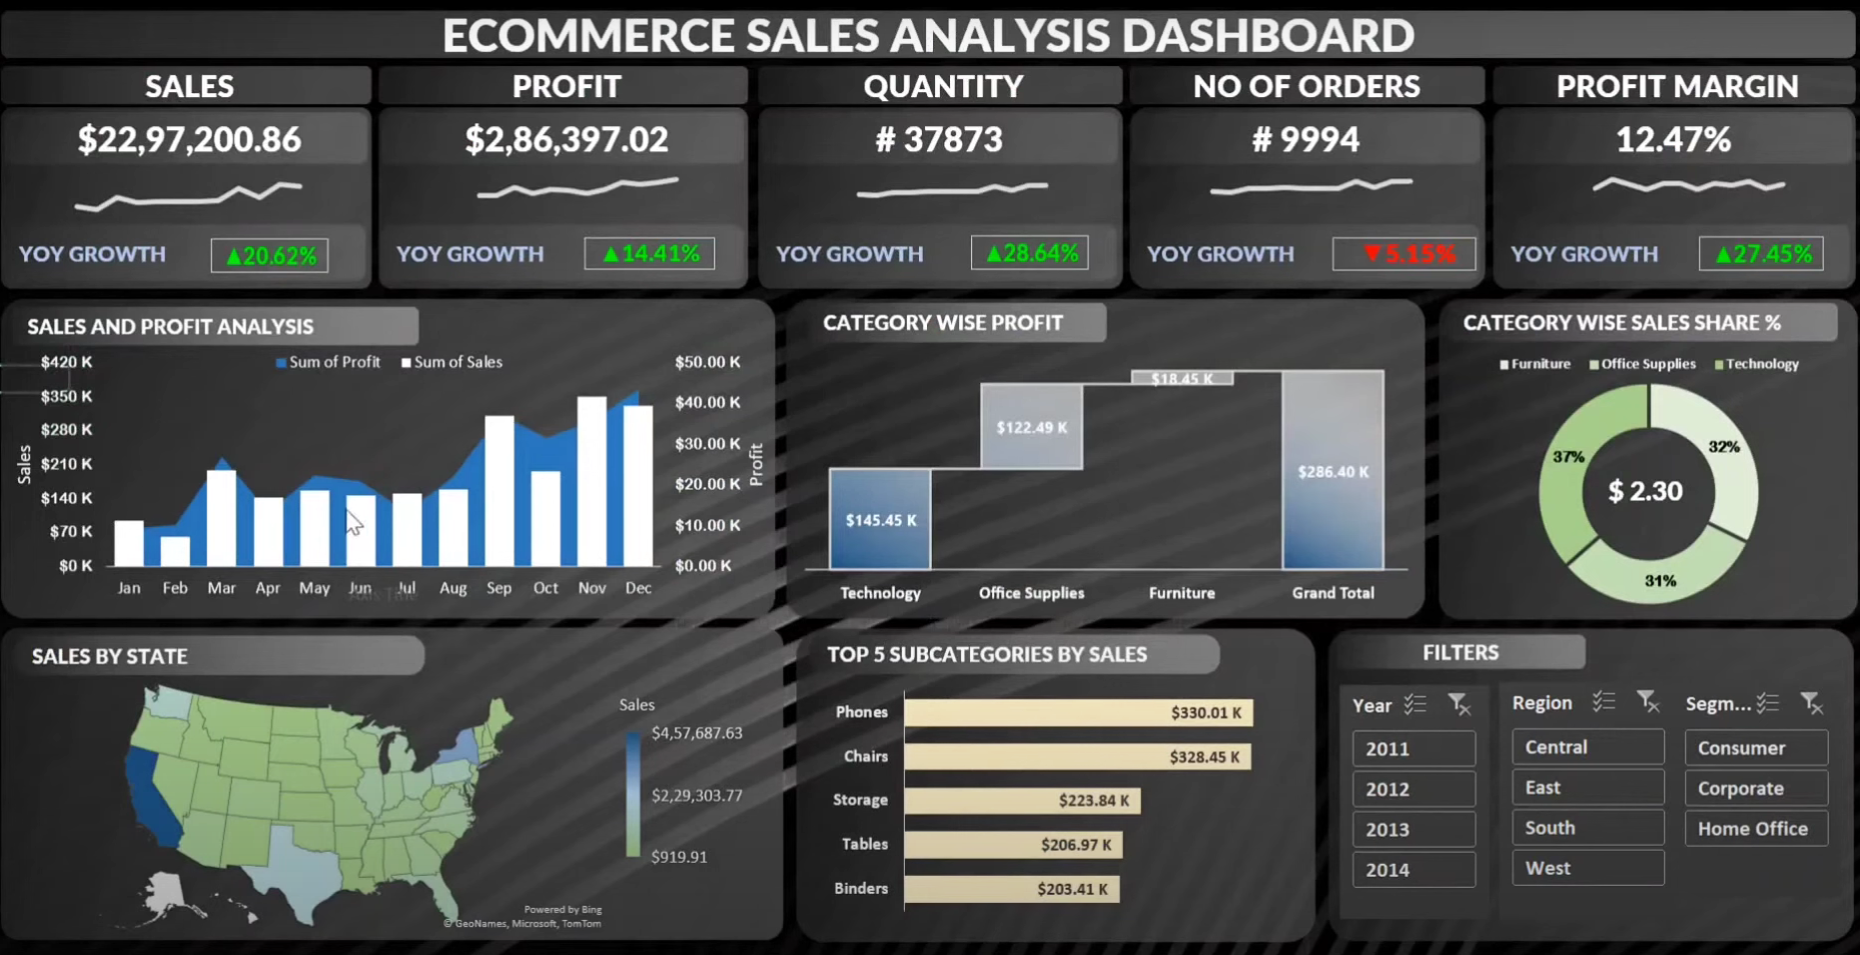 ECOMMERCE SALES ANALYSIS DASHBOARD
SALES
$22,97,200.86
YOY GROWTH ▲20.62%
PROFIT
$2,86,397.02
YOY GROWTH ▲14.41%
QUANTITY
# 37873
YOY GROWTH ▲28.64%
NO OF ORDERS
# 9994
YOY GROWTH ▼5.15%
PROFIT MARGIN
12.47%
YOY GROWTH ▲27.45%
SALES AND PROFIT ANALYSIS
Sum of Profit Sum of Sales
Sales
$420 K
$350 K
$280 K
$210 K
$140 K
$70 K
$0 K
$50.00 K
$40.00 K
$30.00 K
$20.00 K
$10.00 K
$0.00 K
Profit
Jan Feb Mar Apr May Jun Jul Aug Sep Oct Nov Dec
Axis Title
CATEGORY WISE PROFIT
$145.45 K
$122.49 K
$18.45 K
$286.40 K
Technology Office Supplies Furniture Grand Total
CATEGORY WISE SALES SHARE %
Furniture Office Supplies Technology
37%
32%
$ 2.30
31%
SALES BY STATE
Sales
$4,57,687.63
$2,29,303.77
$919.91
Powered by Bing
© GeoNames, Microsoft, TomTom
TOP 5 SUBCATEGORIES BY SALES
Phones $330.01 K
Chairs $328.45 K
Storage $223.84 K
Tables $206.97 K
Binders $203.41 K
FILTERS
Year
2011
2012
2013
2014
Region
Central
East
South
West
Segm...
Consumer
Corporate
Home Office